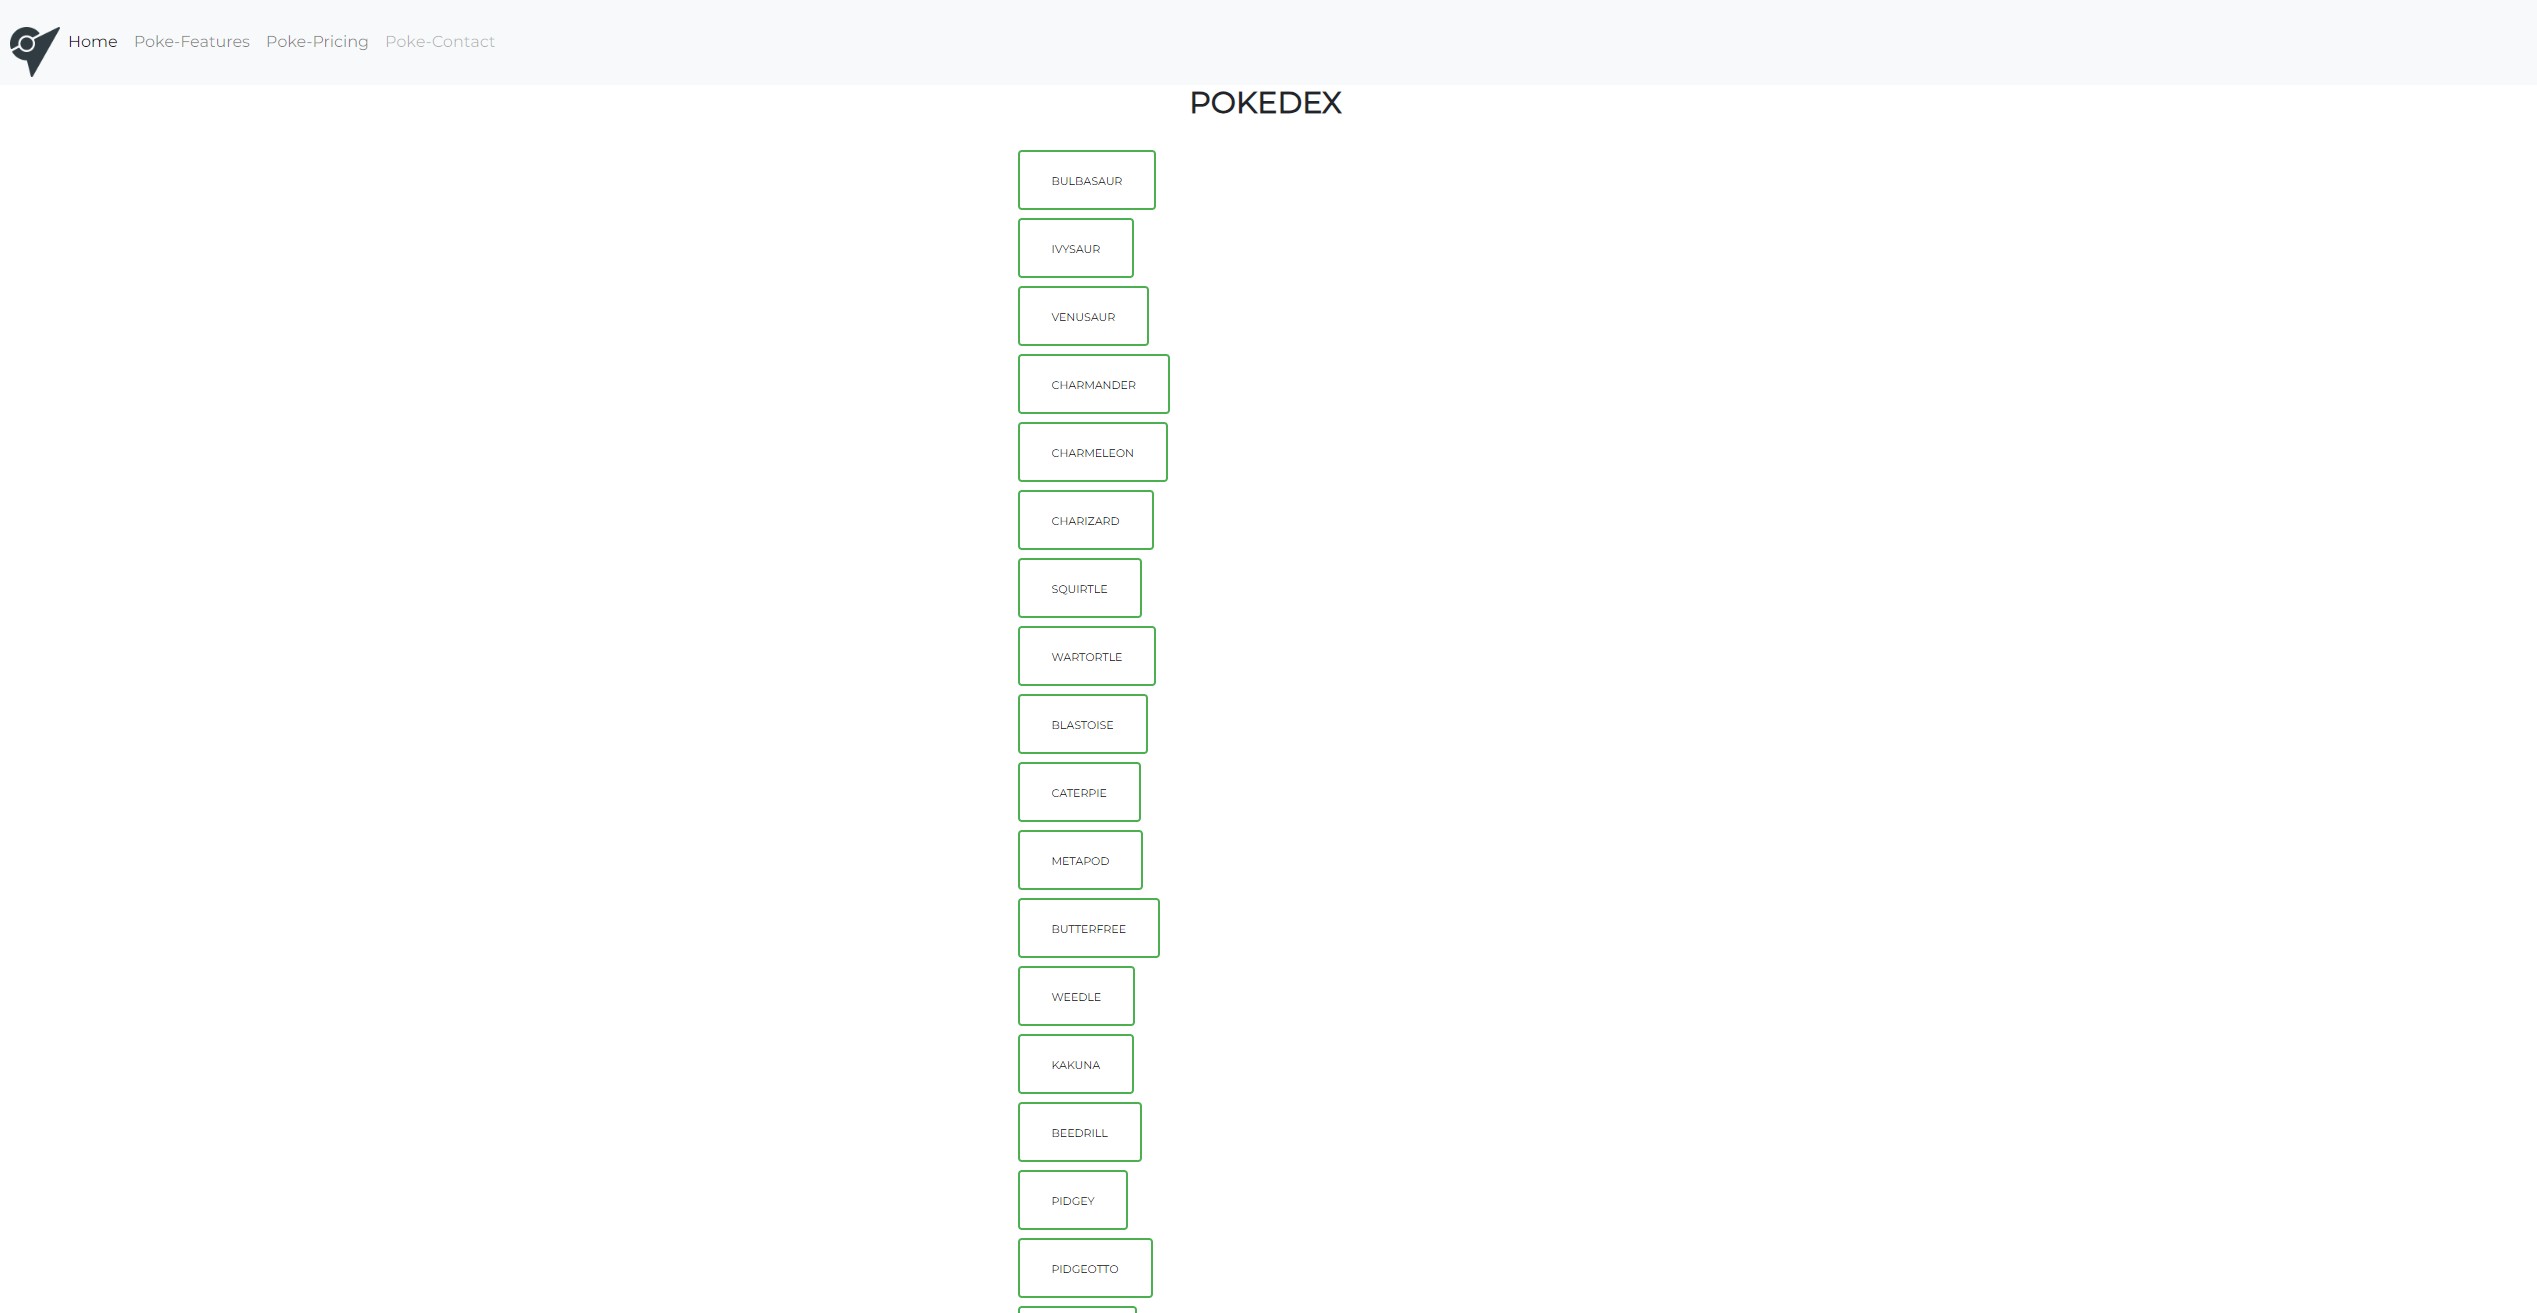 Home Poke-Features Poke-Pricing Poke-Contact
POKEDEX
BULBASAUR
IVYSAUR
VENUSAUR
CHARMANDER
CHARMELEON
CHARIZARD
SQUIRTLE
WARTORTLE
BLASTOISE
CATERPIE
METAPOD
BUTTERFREE
WEEDLE
KAKUNA
BEEDRILL
PIDGEY
PIDGEOTTO